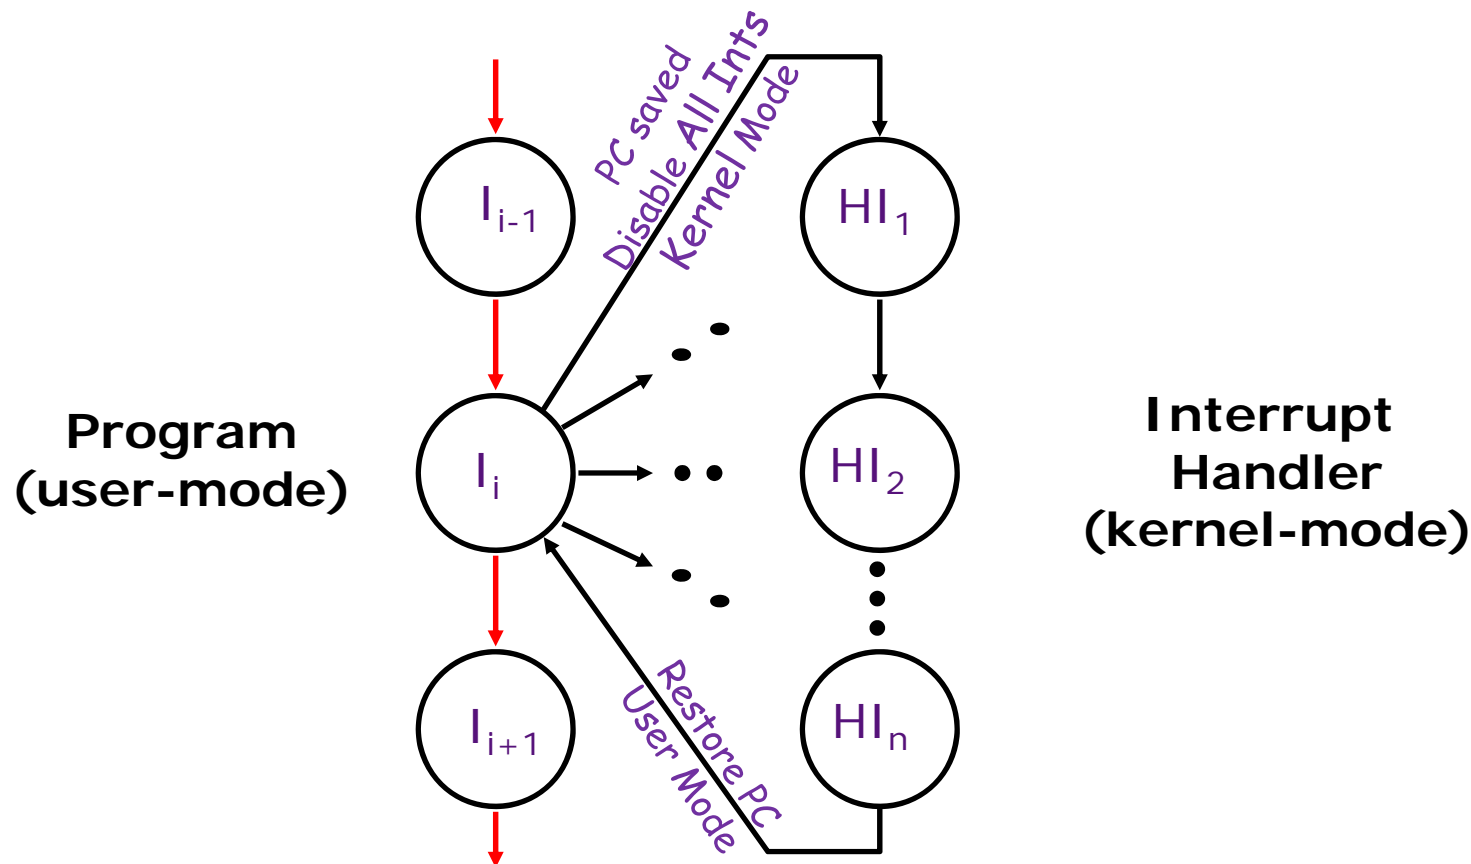 PC saved
Disable All Ints
Kernel Mode
I i-1
HI 1
Program
(user-mode)
I i
HI 2
Interrupt
Handler
(kernel-mode)
I i+1
HI n
Restore PC
User Mode